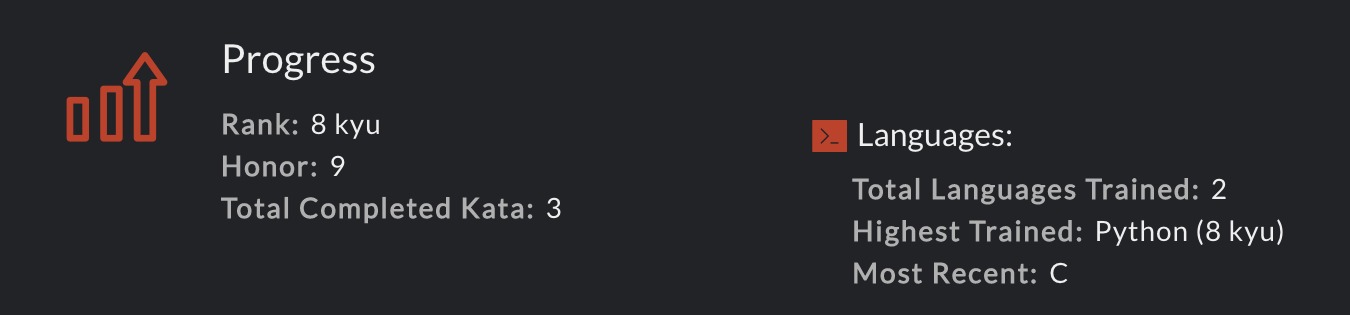 Progress
Rank: 8 kyu
Honor: 9
Total Completed Kata: 3
>_ Languages:
Total Languages Trained: 2
Highest Trained: Python (8 kyu)
Most Recent: C